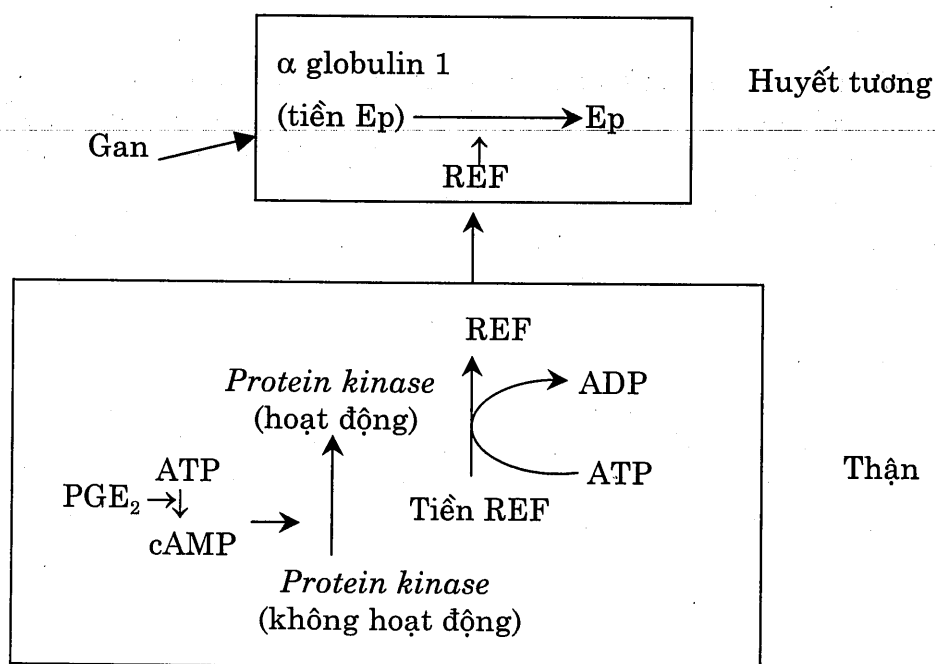 α globulin 1
Huyết tương
(tiền Ep)
Ep
Gan
REF
REF
Protein kinase
(hoạt động)
ADP
ATP
PGE₂
cAMP
ATP
Tiền REF
Thận
Protein kinase
(không hoạt động)